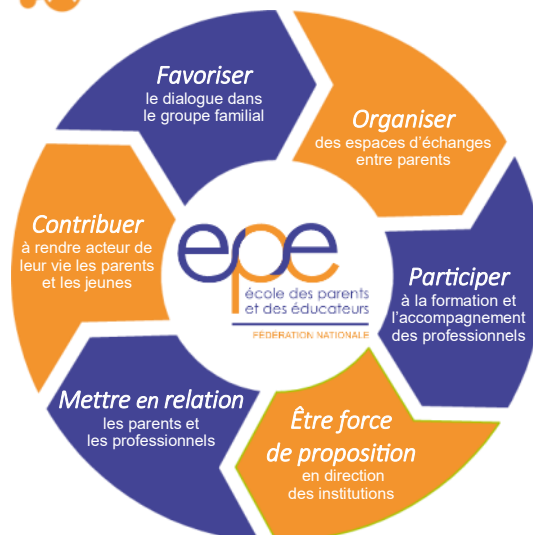 Favoriser
le dialogue dans
le groupe familial
Organiser
des espaces d'échanges
entre parents
Participer
à la formation et
l'accompagnement
des professionnels
Être force
de proposition
en direction
des institutions
Mettre en relation
les parents et
les professionnels
Contribuer
à rendre acteur de
leur vie les parents
et les jeunes
epe
école des parents
et des éducateurs
FÉDÉRATION NATIONALE